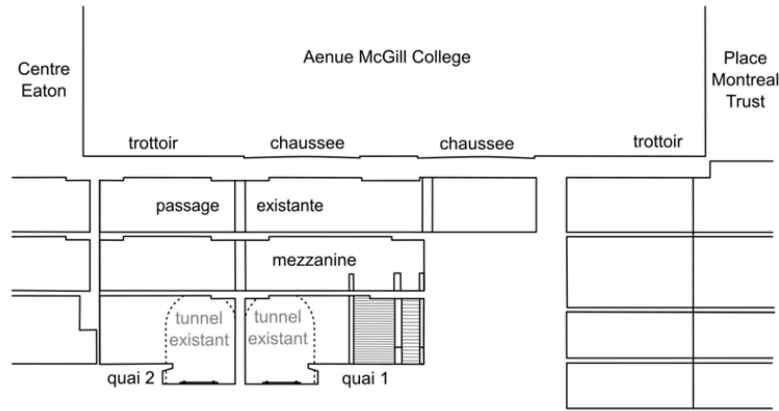 Centre
Eaton
Aenue McGill College
Place
Montreal
Trust
trottoir
chaussee
chaussee
trottoir
passage
existante
mezzanine
tunnel
existant
tunnel
existant
quai 2
quai 1